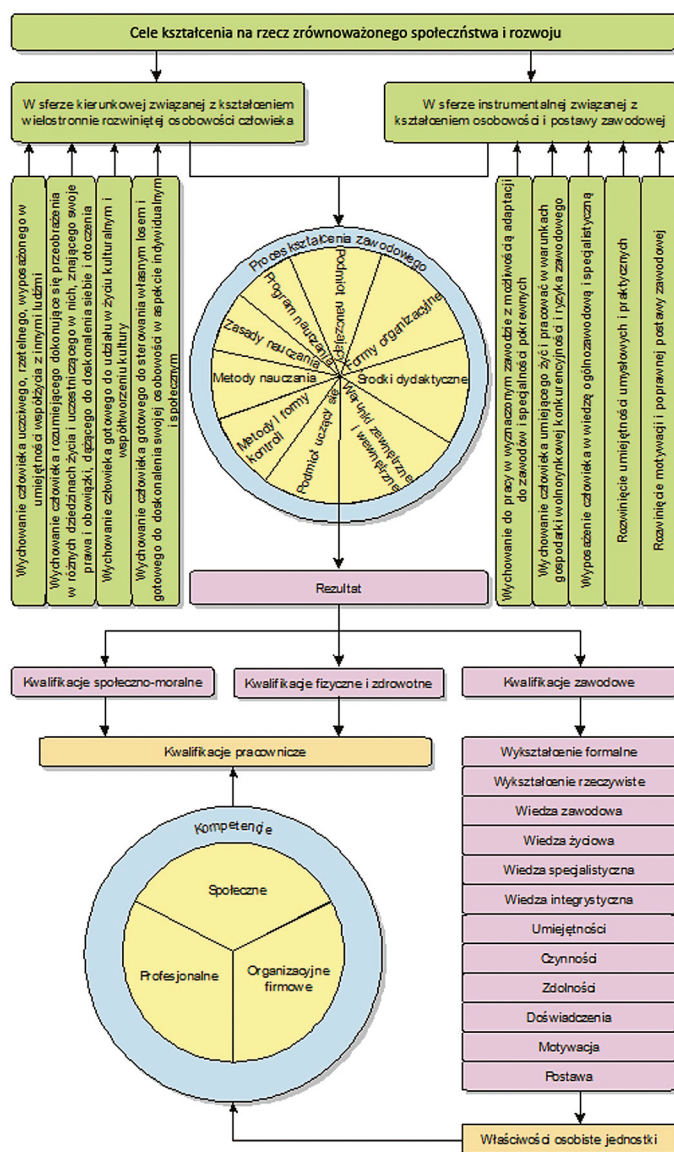 Cele kształcenia na rzecz zrównoważonego społeczństwa i rozwoju
W sferze kierunkowej związanej z kształceniem
wielostronnie rozwiniętej osobowości człowieka
W sferze instrumentalnej związanej z
kształceniem osobowości i postawy zawodowej
Wychowanie człowieka uczciwego, rzetelnego, wyposażonego w
umiejętności współżycia z innymi ludźmi
Wychowanie człowieka rozumiejącego dokonujące się przeobrażenia
w różnych dziedzinach życia i uczestniczącego w nich, znającego swoje
prawa i obowiązki, dążącego do doskonalenia siebie i otoczenia
Wychowanie człowieka gotowego do udziału w życiu kulturalnym i
współtworzeniu kultury
Wychowanie człowieka gotowego do sterowania własnym losem i
gotowego do doskonalenia swojej osobowości w aspekcie indywidualnym
i społecznym
Proces kształcenia zawodowego
Podmiot nauczający
Formy organizacyjne
Środki dydaktyczne
Warunki zewnętrzne
i wewnętrzne
Podmiot uczący się
Metody i formy
kontroli
Metody nauczania
Zasady nauczania
Program nauczania
Wychowanie do pracy w wyznaczonym zawodzie z możliwością adaptacji
do zawodów i specjalności pokrewnych
Wychowanie człowieka umiejącego żyć i pracować w warunkach
gospodarki wolnorynkowej konkurencyjności i ryzyka zawodowego
Wyposażenie człowieka w wiedzę ogólnozawodową i specjalistyczną
Rozwinięcie umiejętności umysłowych i praktycznych
Rozwinięcie motywacji i poprawnej postawy zawodowej
Rezultat
Kwalifikacje społeczno-moralne
Kwalifikacje fizyczne i zdrowotne
Kwalifikacje zawodowe
Kwalifikacje pracownicze
Wykształcenie formalne
Wykształcenie rzeczywiste
Wiedza zawodowa
Wiedza życiowa
Wiedza specjalistyczna
Wiedza integrystyczna
Umiejętności
Czynności
Zdolności
Doświadczenia
Motywacja
Postawa
Kompetencje
Społeczne
Profesjonalne
Organizacyjne
firmowe
Właściwości osobiste jednostki